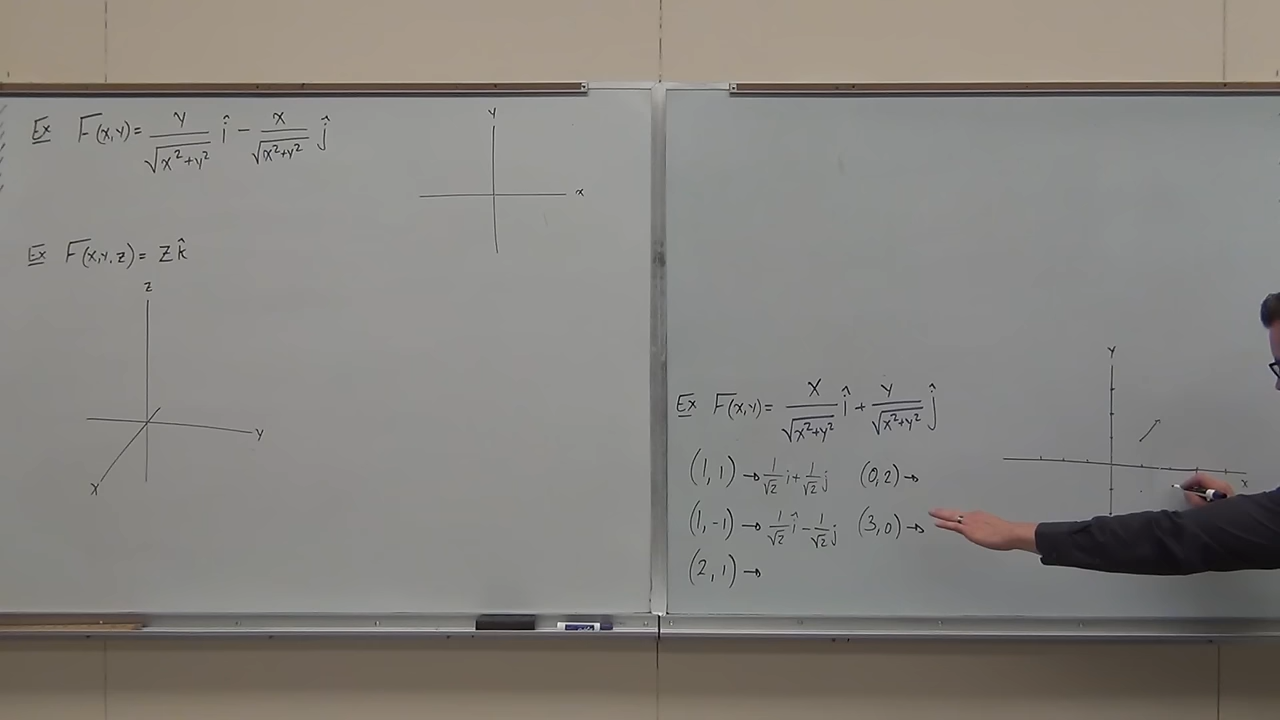 Ex F(x,y) = y/√(x²+y²) î − x/√(x²+y²) ĵ
y
x
Ex F(x,y,z) = z k̂
z
y
x
Ex F(x,y) = x/√(x²+y²) î + y/√(x²+y²) ĵ
(1,1) → 1/√2 i + 1/√2 j (0,2) →
(1,-1) → 1/√2 î − 1/√2 j (3,0) →
(2,1) →
y
x